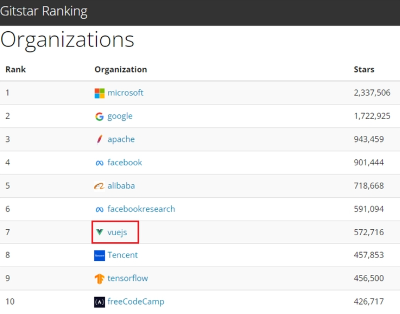 Gitstar Ranking
Organizations
Rank Organization Stars
1 microsoft 2,337,506
2 google 1,722,925
3 apache 943,459
4 facebook 901,444
5 alibaba 718,668
6 facebookresearch 591,094
7 vuejs 572,716
8 Tencent 457,853
9 tensorflow 456,500
10 freeCodeCamp 426,717